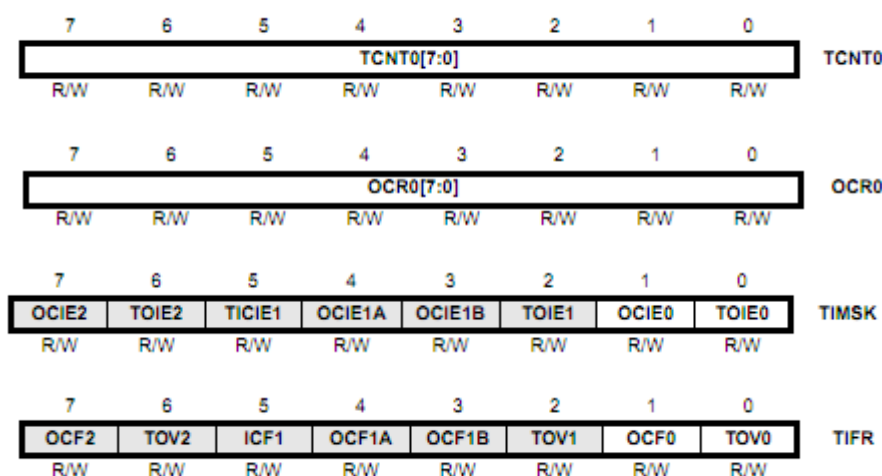 7 6 5 4 3 2 1 0
TCNT0[7:0] TCNT0
R/W R/W R/W R/W R/W R/W R/W R/W
7 6 5 4 3 2 1 0
OCR0[7:0] OCR0
R/W R/W R/W R/W R/W R/W R/W R/W
7 6 5 4 3 2 1 0
OCIE2 TOIE2 TICIE1 OCIE1A OCIE1B TOIE1 OCIE0 TOIE0 TIMSK
R/W R/W R/W R/W R/W R/W R/W R/W
7 6 5 4 3 2 1 0
OCF2 TOV2 ICF1 OCF1A OCF1B TOV1 OCF0 TOV0 TIFR
R/W R/W R/W R/W R/W R/W R/W R/W